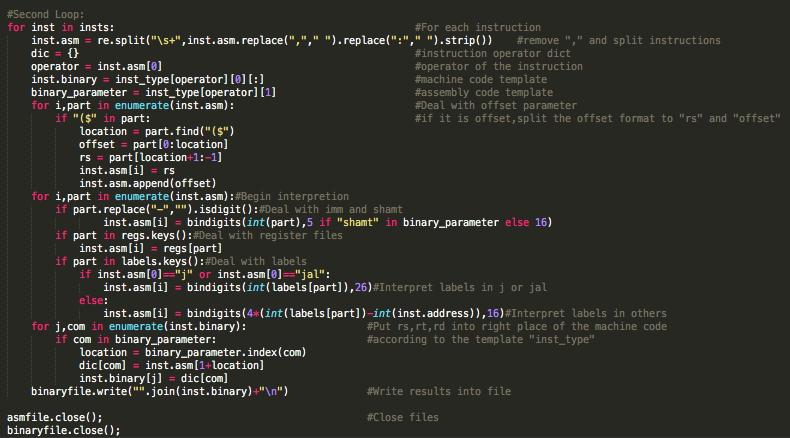 #Second Loop:
for inst in insts: #For each instruction
    inst.asm = re.split("\s+",inst.asm.replace(","," ").replace(":"," ").strip()) #remove "," and split instructions
    dic = {} #instruction operator dict
    operator = inst.asm[0] #operator of the instruction
    inst.binary = inst_type[operator][0][:] #machine code template
    binary_parameter = inst_type[operator][1] #assembly code template
    for i,part in enumerate(inst.asm): #Deal with offset parameter
        if "($" in part: #if it is offset,split the offset format to "rs" and "offset"
            location = part.find("($")
            offset = part[0:location]
            rs = part[location+1:-1]
            inst.asm[i] = rs
            inst.asm.append(offset)
    for i,part in enumerate(inst.asm):#Begin interpretion
        if part.replace("-","").isdigit():#Deal with imm and shamt
                inst.asm[i] = bindigits(int(part),5 if "shamt" in binary_parameter else 16)
        if part in regs.keys():#Deal with register files
            inst.asm[i] = regs[part]
        if part in labels.keys():#Deal with labels
            if inst.asm[0]=="j" or inst.asm[0]=="jal":
                inst.asm[i] = bindigits(int(labels[part]),26)#Interpret labels in j or jal
            else:
                inst.asm[i] = bindigits(4*(int(labels[part])-int(inst.address)),16)#Interpret labels in others
    for j,com in enumerate(inst.binary): #Put rs,rt,rd into right place of the machine code
        if com in binary_parameter: #according to the template "inst_type"
            location = binary_parameter.index(com)
            dic[com] = inst.asm[1+location]
            inst.binary[j] = dic[com]
    binaryfile.write("".join(inst.binary)+"\n") #Write results into file
asmfile.close(); #Close files
binaryfile.close();